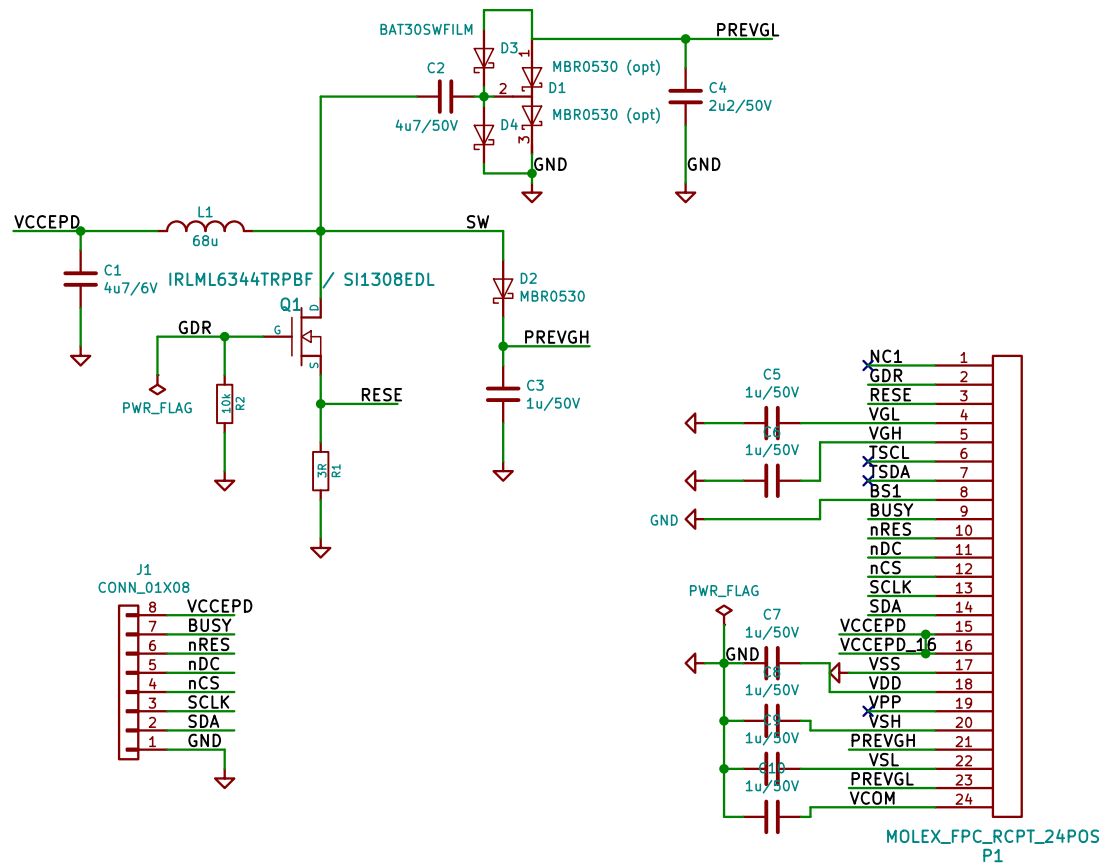 BAT30SWFILM
PREVGL
D3
1
MBR0530 (opt)
C2
2
D1
C4
2u2/50V
4u7/50V
D4
MBR0530 (opt)
3
GND
GND
VCCEPD
L1
68u
SW
C1
4u7/6V
IRLML6344TRPBF / SI1308EDL
Q1
D
G
S
D2
MBR0530
GDR
PREVGH
PWR_FLAG
10k
R2
RESE
C3
1u/50V
3R
R1
NC1 1
GDR 2
RESE 3
VGL 4
VGH 5
TSCL 6
TSDA 7
BS1 8
BUSY 9
nRES 10
nDC 11
nCS 12
SCLK 13
SDA 14
VCCEPD 15
VCCEPD_16 16
VSS 17
VDD 18
VPP 19
VSH 20
PREVGH 21
VSL 22
PREVGL 23
VCOM 24
MOLEX_FPC_RCPT_24POS
P1
C5
1u/50V
C6
1u/50V
GND
PWR_FLAG
C7
1u/50V
GND
C8
1u/50V
C9
1u/50V
C10
1u/50V
J1
CONN_01X08
8 VCCEPD
7 BUSY
6 nRES
5 nDC
4 nCS
3 SCLK
2 SDA
1 GND